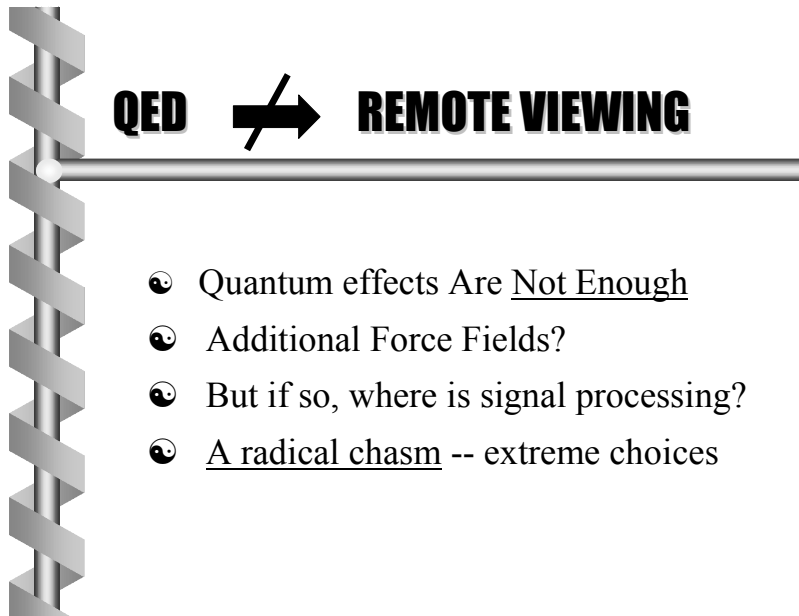 QED REMOTE VIEWING
Quantum effects Are Not Enough
Additional Force Fields?
But if so, where is signal processing?
A radical chasm -- extreme choices